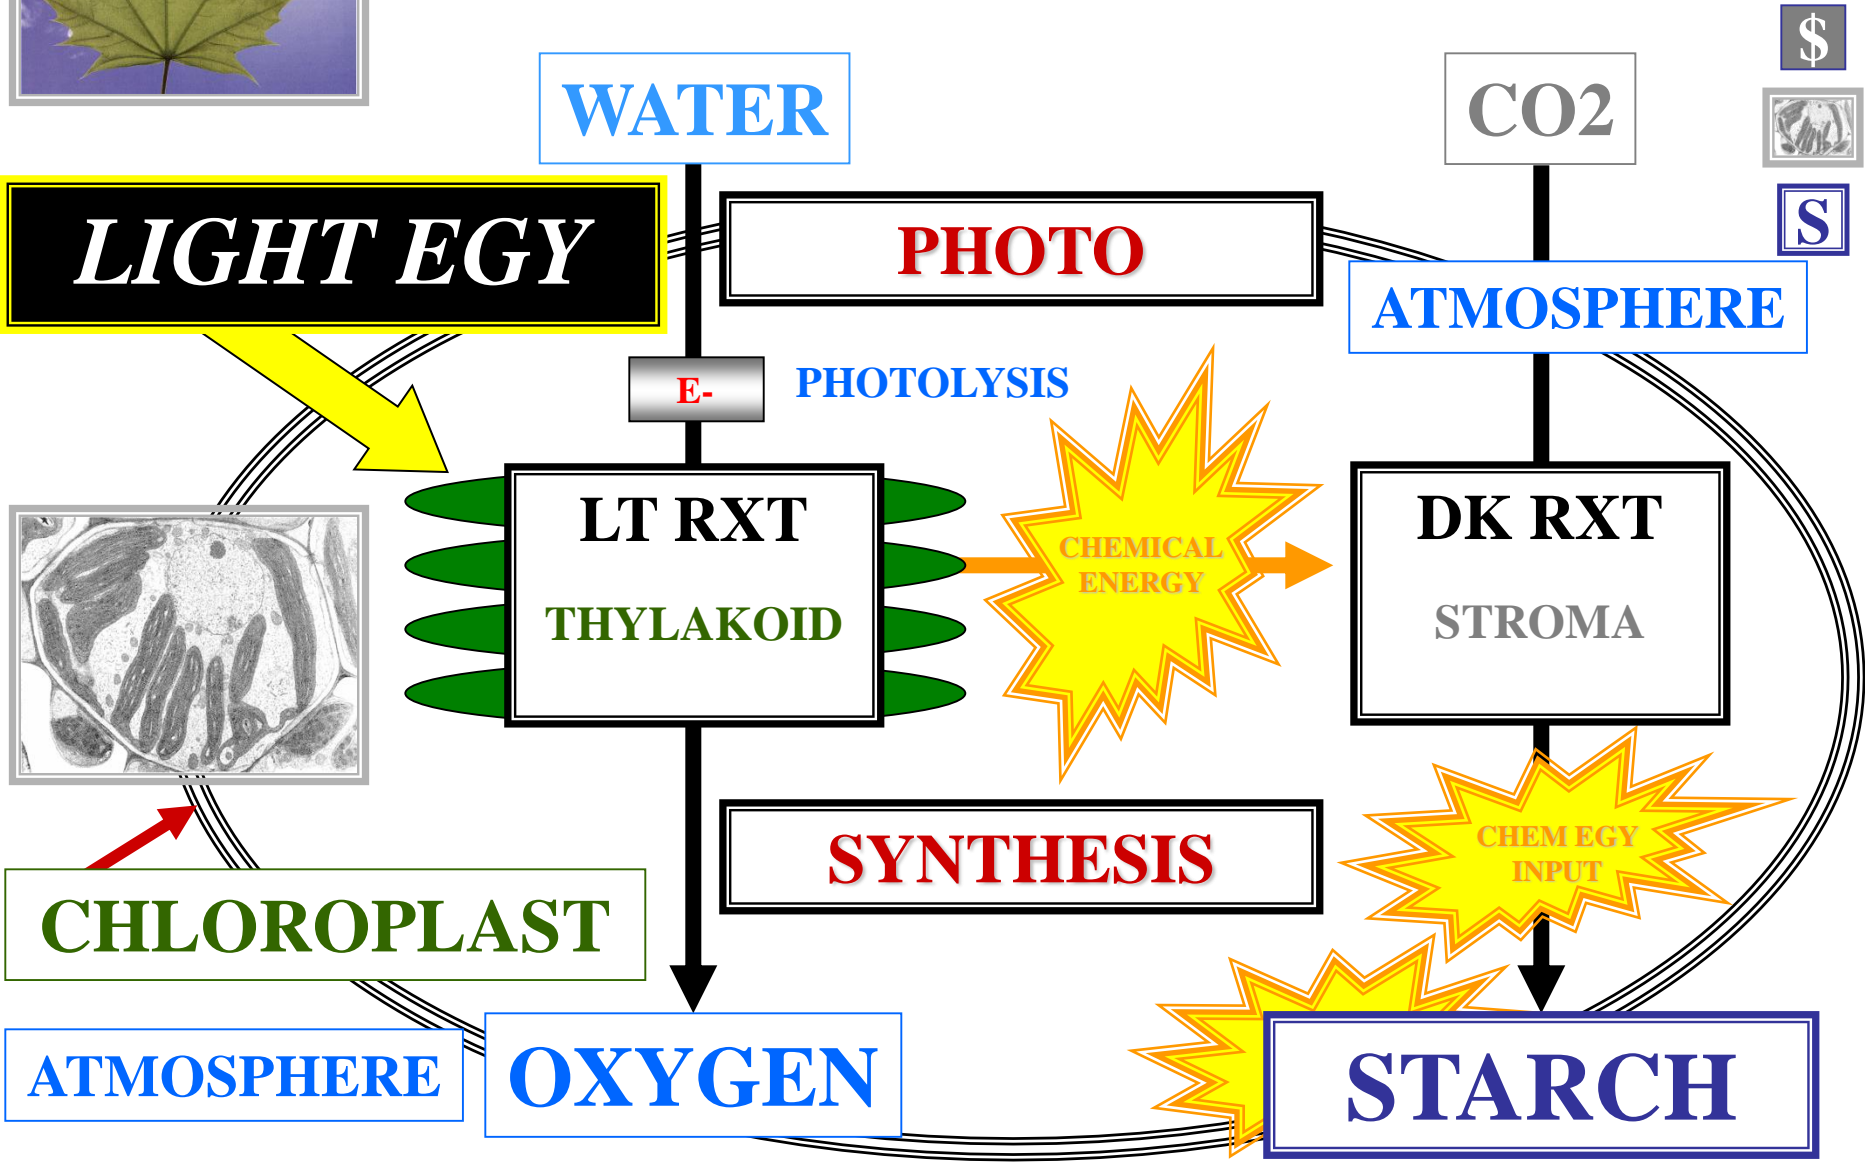 $
WATER
CO2
S
LIGHT EGY
PHOTO
ATMOSPHERE
E-
PHOTOLYSIS
LT RXT
THYLAKOID
CHEMICAL
ENERGY
DK RXT
STROMA
SYNTHESIS
CHEM EGY
INPUT
CHLOROPLAST
ATMOSPHERE
OXYGEN
STARCH